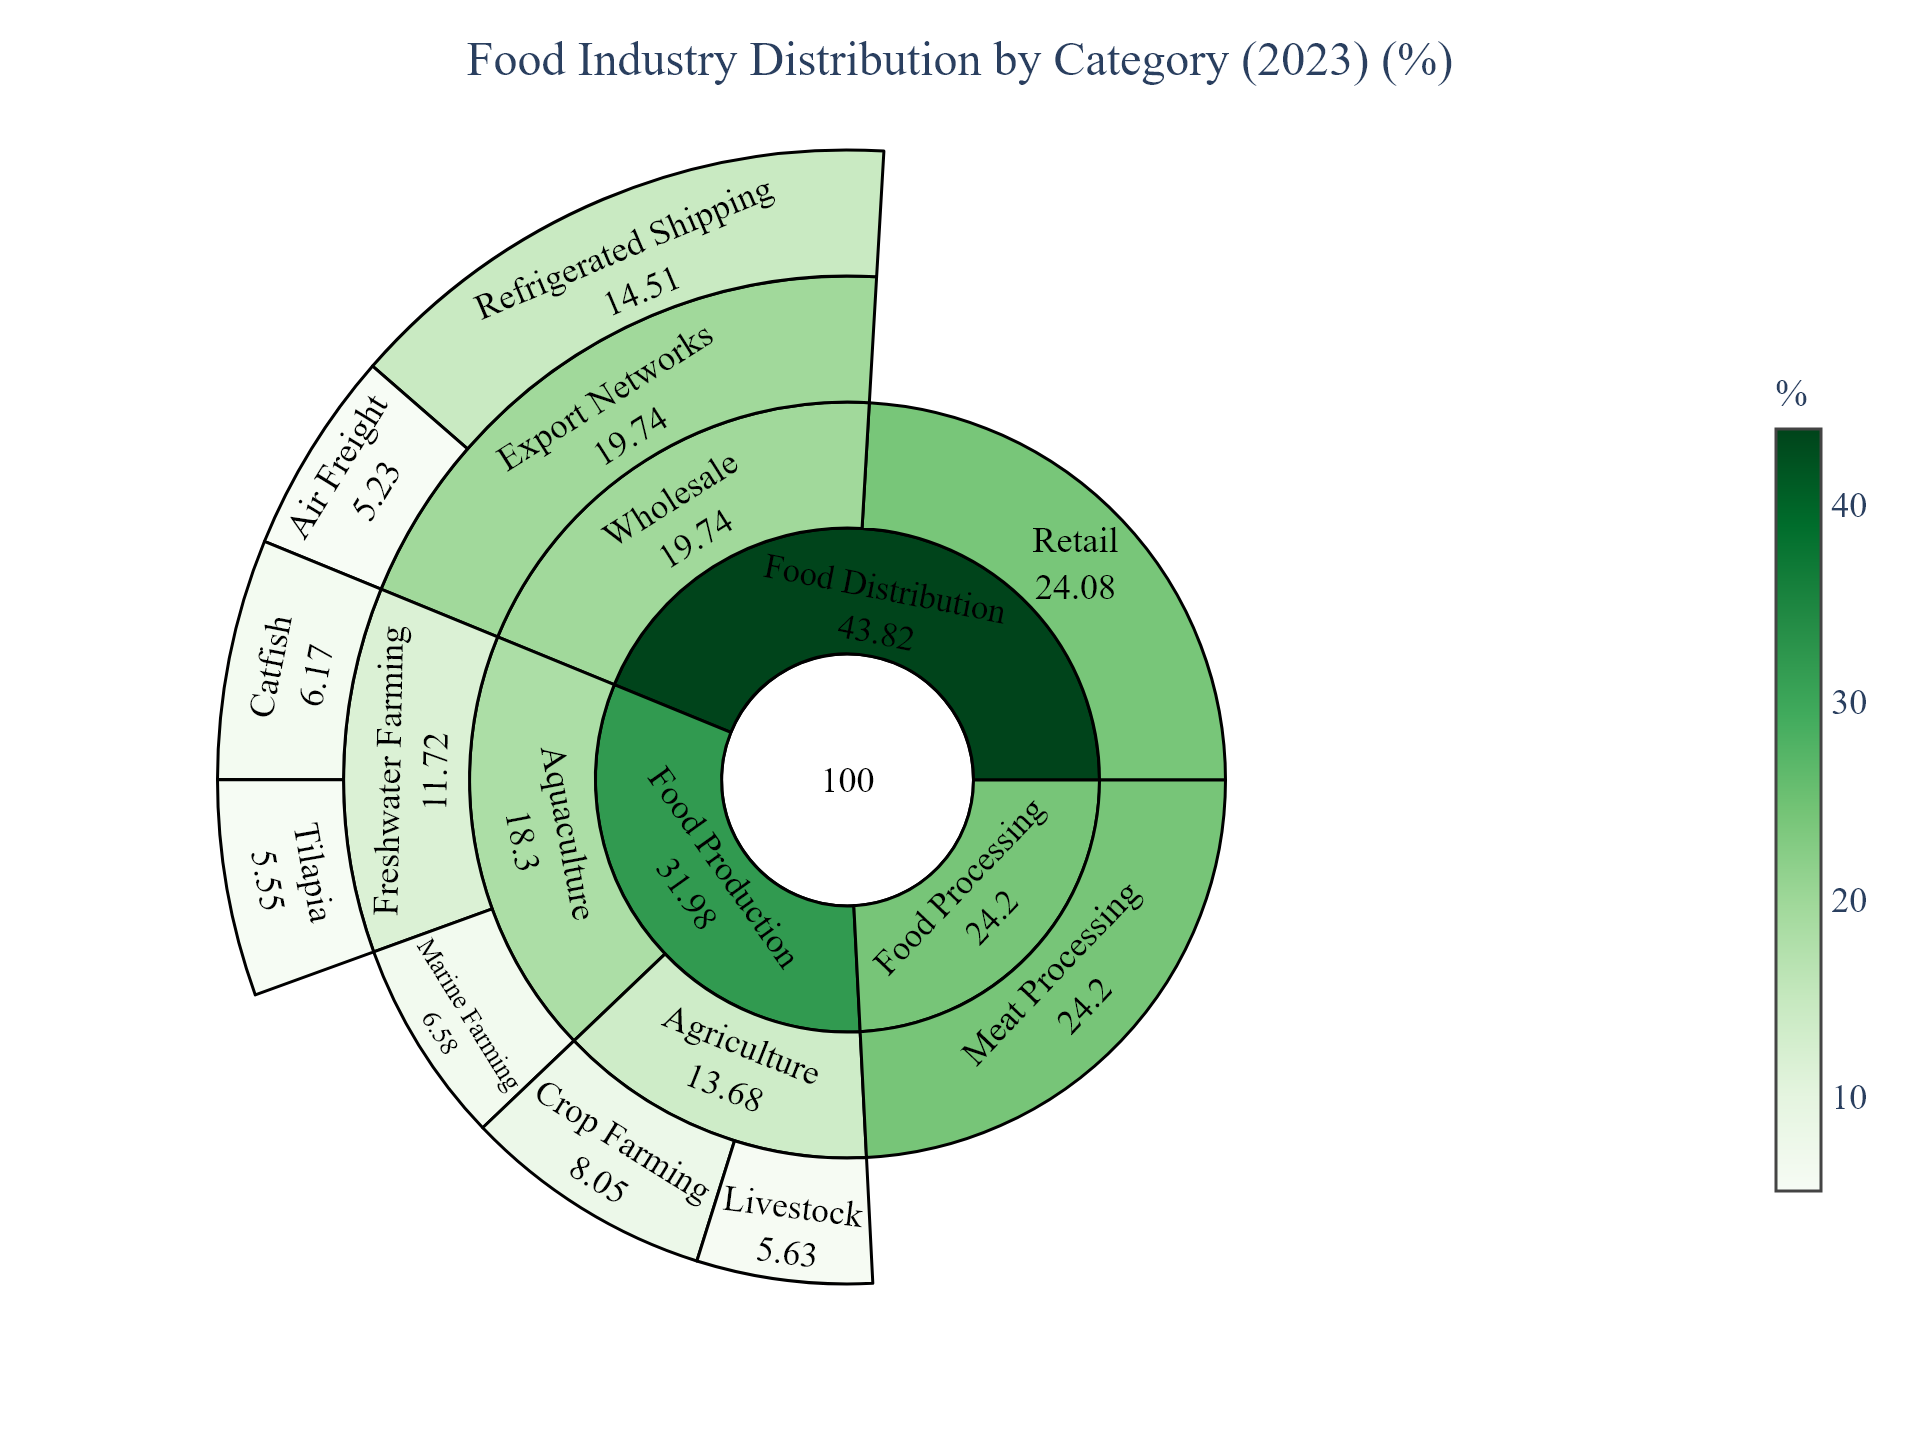 Food Industry Distribution by Category (2023) (%)
Refrigerated Shipping
14.51
Export Networks
19.74
Air Freight
5.23
Wholesale
19.74
Retail
24.08
Food Distribution
43.82
Catfish
6.17
Freshwater Farming
11.72
Aquaculture
18.3
Food Production
31.98
100
Food Processing
24.2
Meat Processing
24.2
Tilapia
5.55
Marine Farming
6.58
Agriculture
13.68
Crop Farming
8.05
Livestock
5.63
%
40
30
20
10